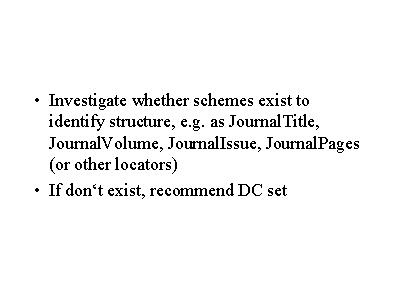 • Investigate whether schemes exist to
identify structure, e.g. as JournalTitle,
JournalVolume, JournalIssue, JournalPages
(or other locators)
• If don‘t exist, recommend DC set